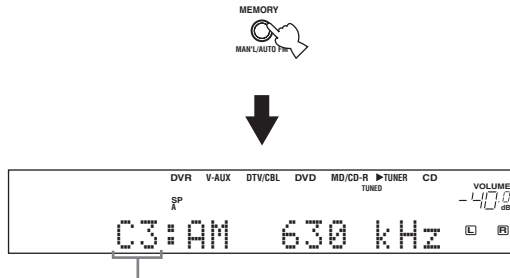 MEMORY
MAN'L/AUTO FM
DVR V-AUX DTV/CBL DVD MD/CD-R ▶TUNER CD
TUNED
VOLUME
SP
A
-40.0
dB
C3:AM 630 kHz
L R